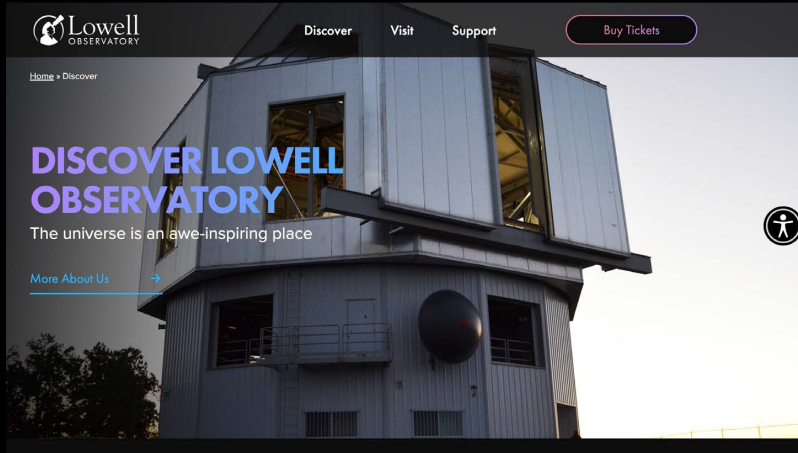 Lowell
OBSERVATORY
Discover Visit Support Buy Tickets
Home » Discover
DISCOVER LOWELL
OBSERVATORY
The universe is an awe-inspiring place
More About Us →